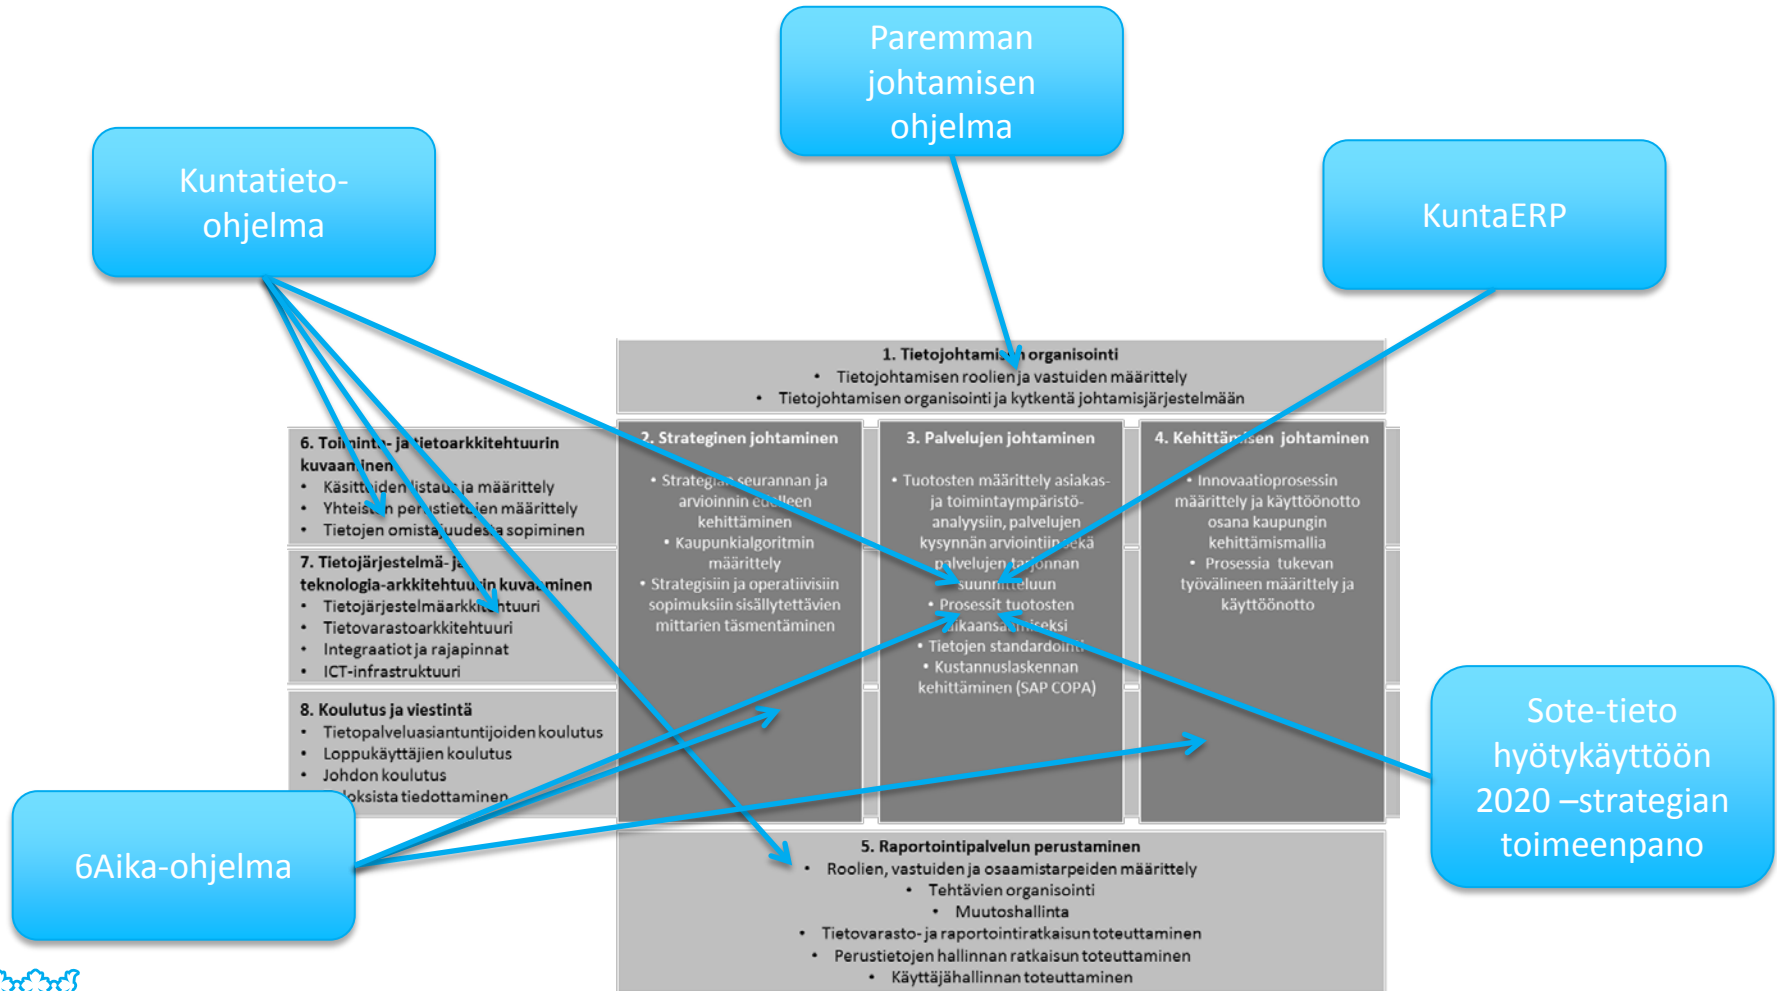 Paremman
johtamisen
ohjelma
Kuntatieto-
ohjelma
KuntaERP
1. Tietojohtamisen organisointi
• Tietojohtamisen roolien ja vastuiden määrittely
• Tietojohtamisen organisointi ja kytkentä johtamisjärjestelmään
6. Toiminta- ja tietoarkkitehtuurin
kuvaaminen
• Käsitteiden listaus ja määrittely
• Yhteisten perustietojen määrittely
• Tietojen omistajuudesta sopiminen
7. Tietojärjestelmä- ja
teknologia-arkkitehtuurin kuvaaminen
• Tietojärjestelmäarkkitehtuuri
• Tietovarastoarkkitehtuuri
• Integraatiot ja rajapinnat
• ICT-infrastruktuuri
8. Koulutus ja viestintä
• Tietopalveluasiantuntijoiden koulutus
• Loppukäyttäjien koulutus
• Johdon koulutus
tiedottaminen
2. Strateginen johtaminen
• Strategian seurannan ja
arvioinnin edelleen
kehittäminen
• Kaupunkialgoritmin
määrittely
• Strategisiin ja operatiivisiin
sopimuksiin sisällytettävien
mittarien täsmentäminen
3. Palvelujen johtaminen
• Tuotosten määrittely asiakas-
ja toimintaympäristö-
analyysiin, palvelujen
kysynnän arviointiin sekä
palvelujen tarjonnan
suunnitteluun
• Prosessit tuotosten
aikaansaamiseksi
• Tietojen standardointi
• Kustannuslaskennan
kehittäminen (SAP COPA)
4. Kehittämisen johtaminen
• Innovaatioprosessin
määrittely ja käyttöönotto
osana kaupungin
kehittämismallia
• Prosessia tukevan
työvälineen määrittely ja
käyttöönotto
Sote-tieto
hyötykäyttöön
2020 –strategian
toimeenpano
6Aika-ohjelma
5. Raportointipalvelun perustaminen
• Roolien, vastuiden ja osaamistarpeiden määrittely
• Tehtävien organisointi
• Muutoshallinta
• Tietovarasto- ja raportointiratkaisun toteuttaminen
• Perustietojen hallinnan ratkaisun toteuttaminen
• Käyttäjähallinnan toteuttaminen